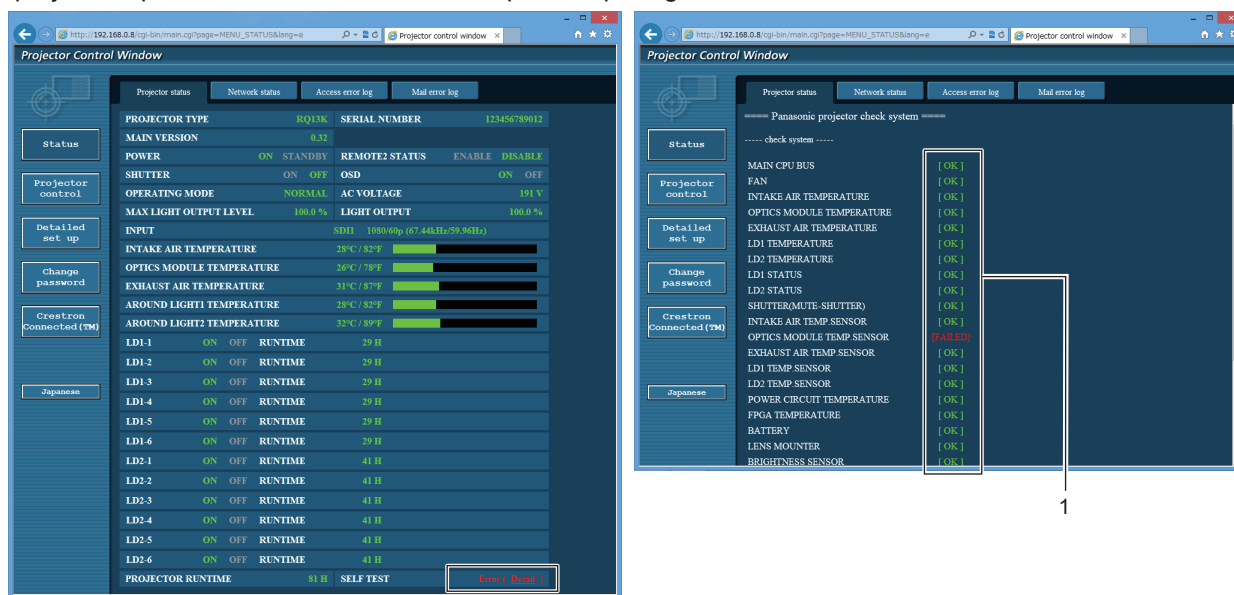 http://192.168.0.8/cgi-bin/main.cgi?page=MENU_STATUS&lang=e
Projector control window
Projector Control Window
Projector status Network status Access error log Mail error log
Status
Projector control
Detailed set up
Change password
Crestron Connected(TM)
Japanese
PROJECTOR TYPE RQ13K SERIAL NUMBER 123456789012
MAIN VERSION 0.32
POWER ON STANDBY REMOTE2 STATUS ENABLE DISABLE
SHUTTER ON OFF OSD ON OFF
OPERATING MODE NORMAL AC VOLTAGE 191 V
MAX LIGHT OUTPUT LEVEL 100.0 % LIGHT OUTPUT 100.0 %
INPUT SDI1 1080/60p (67.44kHz/59.96Hz)
INTAKE AIR TEMPERATURE 28°C / 82°F
OPTICS MODULE TEMPERATURE 26°C / 78°F
EXHAUST AIR TEMPERATURE 31°C / 87°F
AROUND LIGHT1 TEMPERATURE 28°C / 82°F
AROUND LIGHT2 TEMPERATURE 32°C / 89°F
LD1-1 ON OFF RUNTIME 29 H
LD1-2 ON OFF RUNTIME 29 H
LD1-3 ON OFF RUNTIME 29 H
LD1-4 ON OFF RUNTIME 29 H
LD1-5 ON OFF RUNTIME 29 H
LD1-6 ON OFF RUNTIME 29 H
LD2-1 ON OFF RUNTIME 41 H
LD2-2 ON OFF RUNTIME 41 H
LD2-3 ON OFF RUNTIME 41 H
LD2-4 ON OFF RUNTIME 41 H
LD2-5 ON OFF RUNTIME 41 H
LD2-6 ON OFF RUNTIME 41 H
PROJECTOR RUNTIME 81 H SELF TEST Error ( Detail )
http://192.168.0.8/cgi-bin/main.cgi?page=MENU_STATUS&lang=e
Projector control window
Projector Control Window
Projector status Network status Access error log Mail error log
Status
Projector control
Detailed set up
Change password
Crestron Connected(TM)
Japanese
==== Panasonic projector check system ====
----- check system -----
MAIN CPU BUS [ OK ]
FAN [ OK ]
INTAKE AIR TEMPERATURE [ OK ]
OPTICS MODULE TEMPERATURE [ OK ]
EXHAUST AIR TEMPERATURE [ OK ]
LD1 TEMPERATURE [ OK ]
LD2 TEMPERATURE [ OK ]
LD1 STATUS [ OK ]
LD2 STATUS [ OK ]
SHUTTER(MUTE-SHUTTER) [ OK ]
INTAKE AIR TEMP.SENSOR [ OK ]
OPTICS MODULE TEMP.SENSOR [FAILED]
EXHAUST AIR TEMP.SENSOR [ OK ]
LD1 TEMP.SENSOR [ OK ]
LD2 TEMP.SENSOR [ OK ]
POWER CIRCUIT TEMPERATURE [ OK ]
FPGA TEMPERATURE [ OK ]
BATTERY [ OK ]
LENS MOUNTER [ OK ]
BRIGHTNESS SENSOR [ OK ]
1